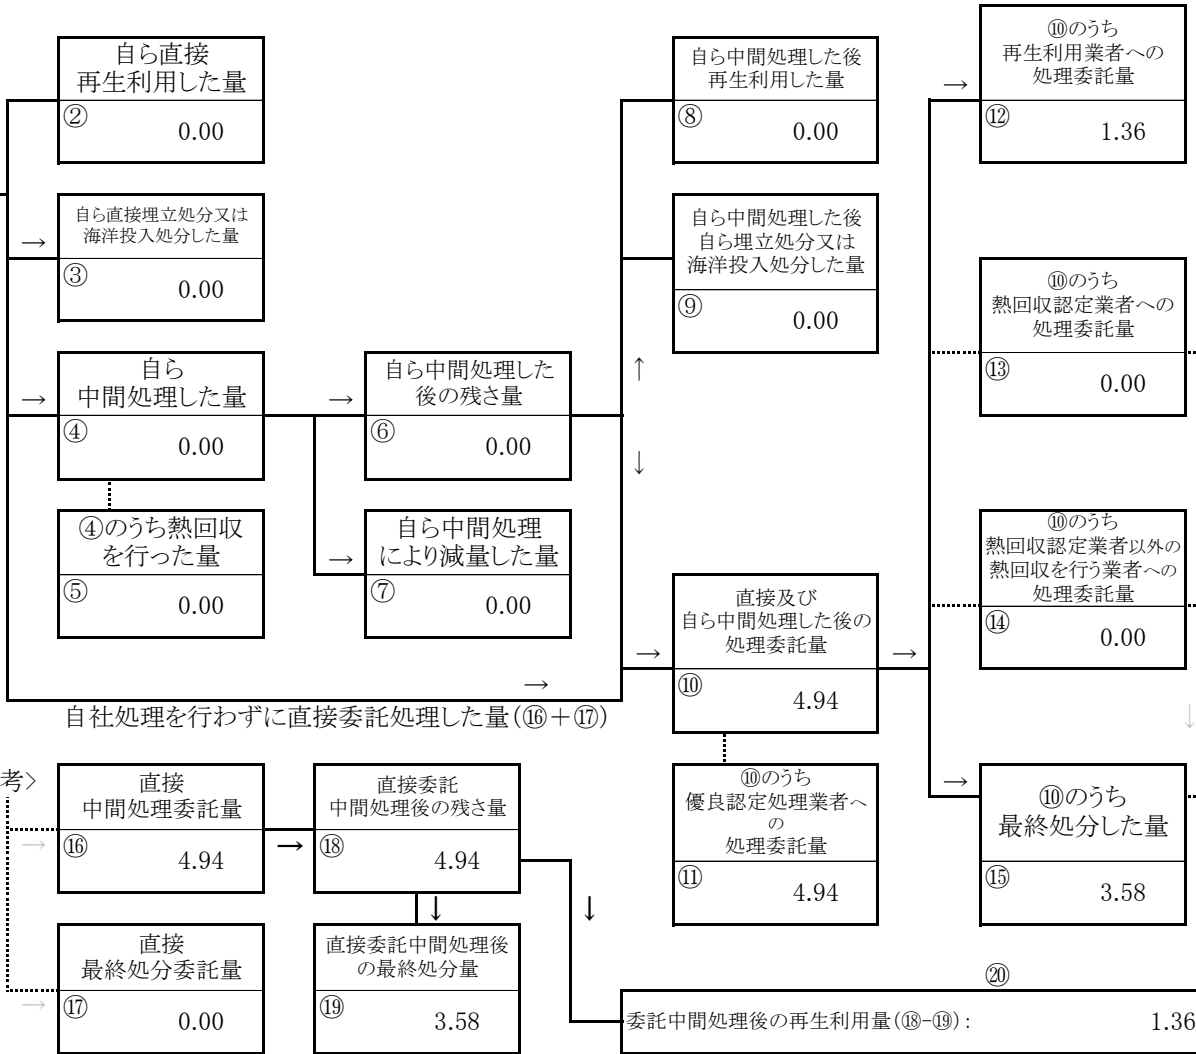 自ら直接
再生利用した量
②
0.00
→
自ら直接埋立処分又は
海洋投入処分した量
③
0.00
→
自ら
中間処理した量
④
0.00
④のうち熱回収
を行った量
⑤
0.00
→
自ら中間処理した
後の残さ量
⑥
0.00
→
自ら中間処理
により減量した量
⑦
0.00
自ら中間処理した後
再生利用した量
⑧
0.00
自ら中間処理した後
自ら埋立処分又は
海洋投入処分した量
⑨
0.00
↑
↓
→
直接及び
自ら中間処理した後の
処理委託量
⑩
4.94
⑩のうち
優良認定処理業者へ
の
処理委託量
⑪
4.94
→
→
⑩のうち
再生利用業者への
処理委託量
⑫
1.36
⑩のうち
熱回収認定業者への
処理委託量
⑬
0.00
⑩のうち
熱回収認定業者以外の
熱回収を行う業者への
処理委託量
⑭
0.00
↓
→
⑩のうち
最終処分した量
⑮
3.58
→
自社処理を行わずに直接委託処理した量(⑯+⑰)
考>
→
直接
中間処理委託量
⑯
4.94
→
直接委託
中間処理後の残さ量
⑱
4.94
↓
↓
→
直接
最終処分委託量
⑰
0.00
直接委託中間処理後
の最終処分量
⑲
3.58
⑳
委託中間処理後の再生利用量(⑱-⑲): 1.36